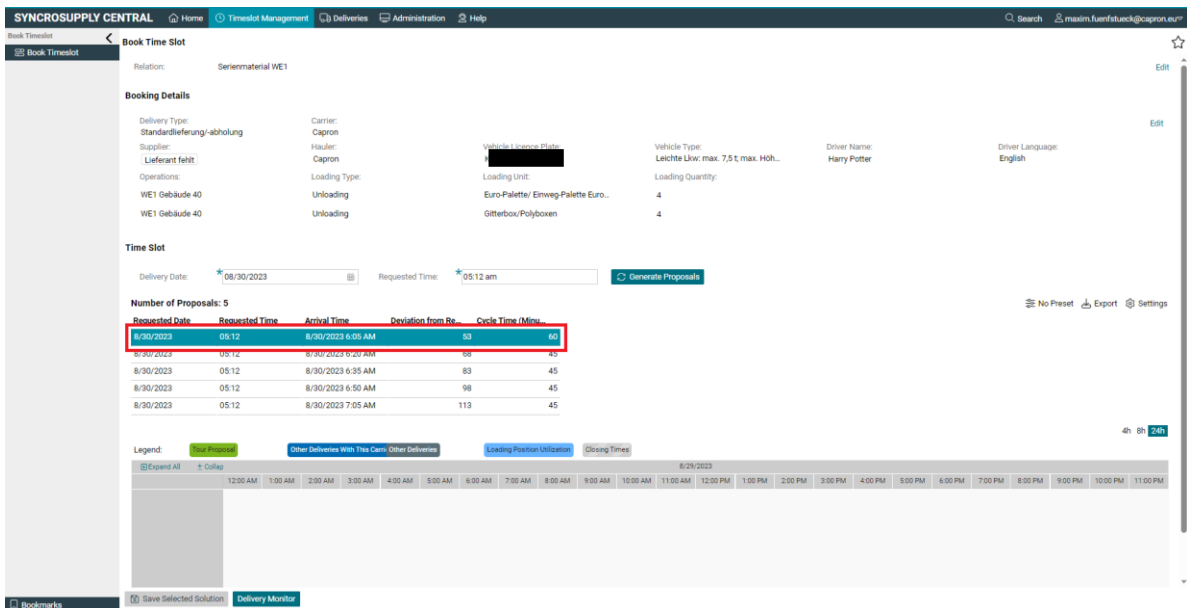 SYNCROSUPPLY CENTRAL Home Timeslot Management Deliveries Administration Help Search maxim.fuenfstueck@capron.eu
Book Timeslot
Book Timeslot
Book Time Slot
Relation: Serienmaterial WE1 Edit
Booking Details
Delivery Type: Carrier: Edit
Standardlieferung/-abholung Capron
Supplier: Hauler: Vehicle Licence Plate: Vehicle Type: Driver Name: Driver Language:
Lieferant fehlt Capron Leichte Lkw: max. 7,5 t; max. Höh... Harry Potter English
Operations: Loading Type: Loading Unit: Loading Quantity:
WE1 Gebäude 40 Unloading Euro-Palette/ Einweg-Palette Euro... 4
WE1 Gebäude 40 Unloading Gitterbox/Polyboxen 4
Time Slot
Delivery Date: * 08/30/2023 Requested Time: * 05:12 am Generate Proposals
Number of Proposals: 5 No Preset Export Settings
Requested Date Requested Time Arrival Time Deviation from Re... Cycle Time (Minu...
8/30/2023 05:12 8/30/2023 6:05 AM 53 60
8/30/2023 05:12 8/30/2023 6:20 AM 68 45
8/30/2023 05:12 8/30/2023 6:35 AM 83 45
8/30/2023 05:12 8/30/2023 6:50 AM 98 45
8/30/2023 05:12 8/30/2023 7:05 AM 113 45
4h 8h 24h
Legend: Tour Proposal Other Deliveries With This Carri Other Deliveries Loading Position Utilization Closing Times
Expand All Collap 8/29/2023
12:00 AM 1:00 AM 2:00 AM 3:00 AM 4:00 AM 5:00 AM 6:00 AM 7:00 AM 8:00 AM 9:00 AM 10:00 AM 11:00 AM 12:00 PM 1:00 PM 2:00 PM 3:00 PM 4:00 PM 5:00 PM 6:00 PM 7:00 PM 8:00 PM 9:00 PM 10:00 PM 11:00 PM
Save Selected Solution Delivery Monitor
Bookmarks